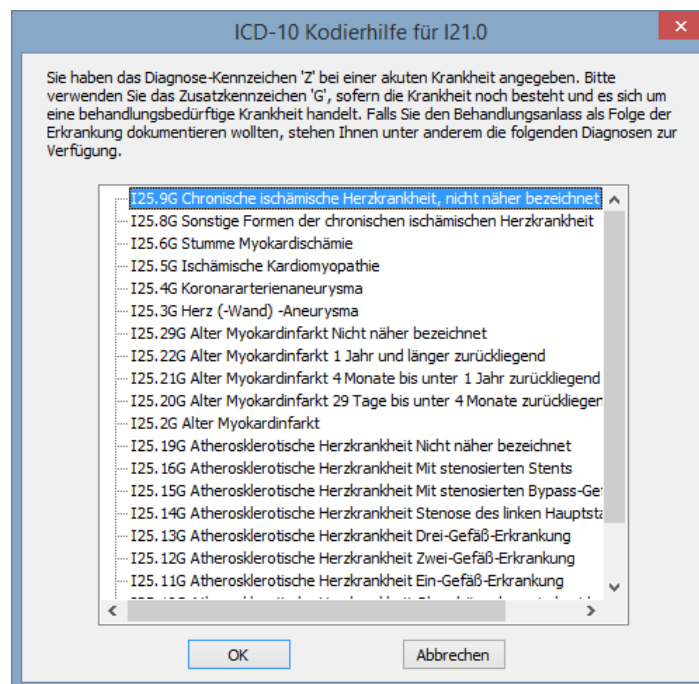 ICD-10 Kodierhilfe für I21.0
Sie haben das Diagnose-Kennzeichen 'Z' bei einer akuten Krankheit angegeben. Bitte
verwenden Sie das Zusatzkennzeichen 'G', sofern die Krankheit noch besteht und es sich um
eine behandlungsbedürftige Krankheit handelt. Falls Sie den Behandlungsanlass als Folge der
Erkrankung dokumentieren wollten, stehen Ihnen unter anderem die folgenden Diagnosen zur
Verfügung.
I25.9G Chronische ischämische Herzkrankheit, nicht näher bezeichnet
I25.8G Sonstige Formen der chronischen ischämischen Herzkrankheit
I25.6G Stumme Myokardischämie
I25.5G Ischämische Kardiomyopathie
I25.4G Koronararterienaneurysma
I25.3G Herz (-Wand) -Aneurysma
I25.29G Alter Myokardinfarkt Nicht näher bezeichnet
I25.22G Alter Myokardinfarkt 1 Jahr und länger zurückliegend
I25.21G Alter Myokardinfarkt 4 Monate bis unter 1 Jahr zurückliegend
I25.20G Alter Myokardinfarkt 29 Tage bis unter 4 Monate zurückliegen
I25.2G Alter Myokardinfarkt
I25.19G Atherosklerotische Herzkrankheit Nicht näher bezeichnet
I25.16G Atherosklerotische Herzkrankheit Mit stenosierten Stents
I25.15G Atherosklerotische Herzkrankheit Mit stenosierten Bypass-Ge
I25.14G Atherosklerotische Herzkrankheit Stenose des linken Hauptsta
I25.13G Atherosklerotische Herzkrankheit Drei-Gefäß-Erkrankung
I25.12G Atherosklerotische Herzkrankheit Zwei-Gefäß-Erkrankung
I25.11G Atherosklerotische Herzkrankheit Ein-Gefäß-Erkrankung
OK
Abbrechen